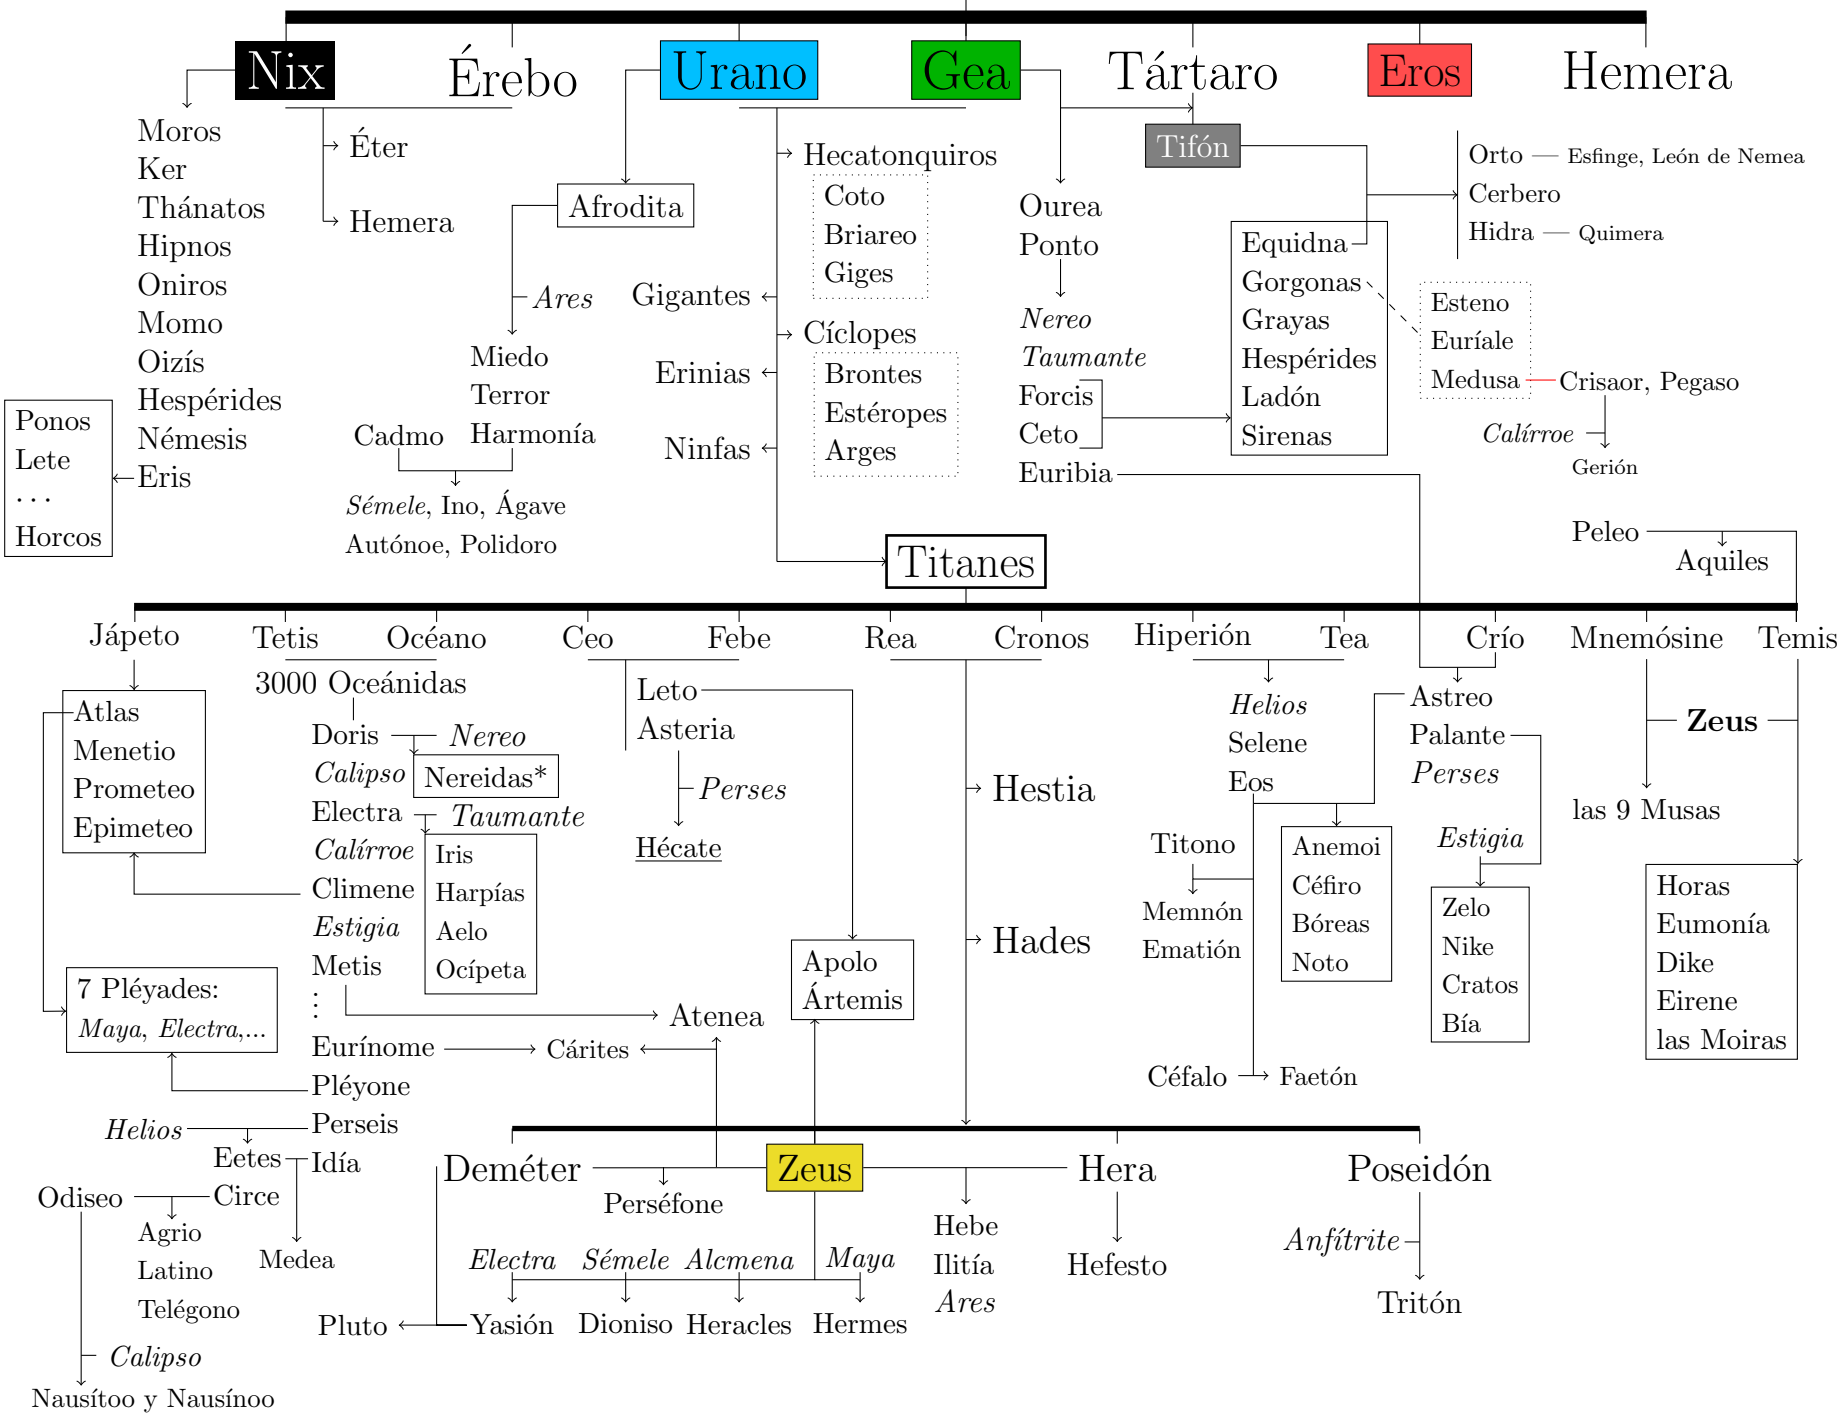 Nix
Érebo
Urano
Gea
Tártaro
Eros
Hemera
Moros
Ker
Thánatos
Hipnos
Oniros
Momo
Oizís
Hespérides
Némesis
Eris
Ponos
Lete
...
Horcos
Éter
Hemera
Afrodita
Ares
Miedo
Terror
Harmonía
Cadmo
Sémele, Ino, Ágave
Autónoe, Polidoro
Hecatonquiros
Coto
Briareo
Giges
Gigantes
Cíclopes
Brontes
Estéropes
Arges
Erinias
Ninfas
Titanes
Ourea
Ponto
Nereo
Taumante
Forcis
Ceto
Euribia
Tifón
Equidna
Gorgonas
Grayas
Hespérides
Ladón
Sirenas
Orto — Esfinge, León de Nemea
Cerbero
Hidra — Quimera
Esteno
Euríale
Medusa
Crisaor, Pegaso
Calírroe
Gerión
Peleo
Aquiles
Jápeto
Tetis
Océano
Ceo
Febe
Rea
Cronos
Hiperión
Tea
Crío
Mnemósine
Temis
Atlas
Menetio
Prometeo
Epimeteo
7 Pléyades:
Maya, Electra,...
3000 Oceánidas
Doris
Nereo
Nereidas*
Calipso
Electra
Taumante
Calírroe
Iris
Harpías
Aelo
Ocípeta
Climene
Estigia
Metis
⋮
Eurínome
Cárites
Atenea
Pléyone
Perseis
Helios
Eetes
Idía
Odiseo
Circe
Agrio
Latino
Telégono
Medea
Calipso
Nausítoo y Nausínoo
Leto
Asteria
Perses
Hécate
Apolo
Ártemis
Hestia
Hades
Helios
Selene
Eos
Titono
Memnón
Ematión
Céfalo
Faetón
Anemoi
Céfiro
Bóreas
Noto
Astreo
Palante
Perses
Estigia
Zelo
Nike
Cratos
Bía
Zeus
las 9 Musas
Horas
Eumonía
Dike
Eirene
las Moiras
Deméter
Zeus
Hera
Poseidón
Perséfone
Electra
Sémele
Alcmena
Maya
Pluto
Yasión
Dioniso
Heracles
Hermes
Hebe
Ilitía
Ares
Hefesto
Anfítrite
Tritón